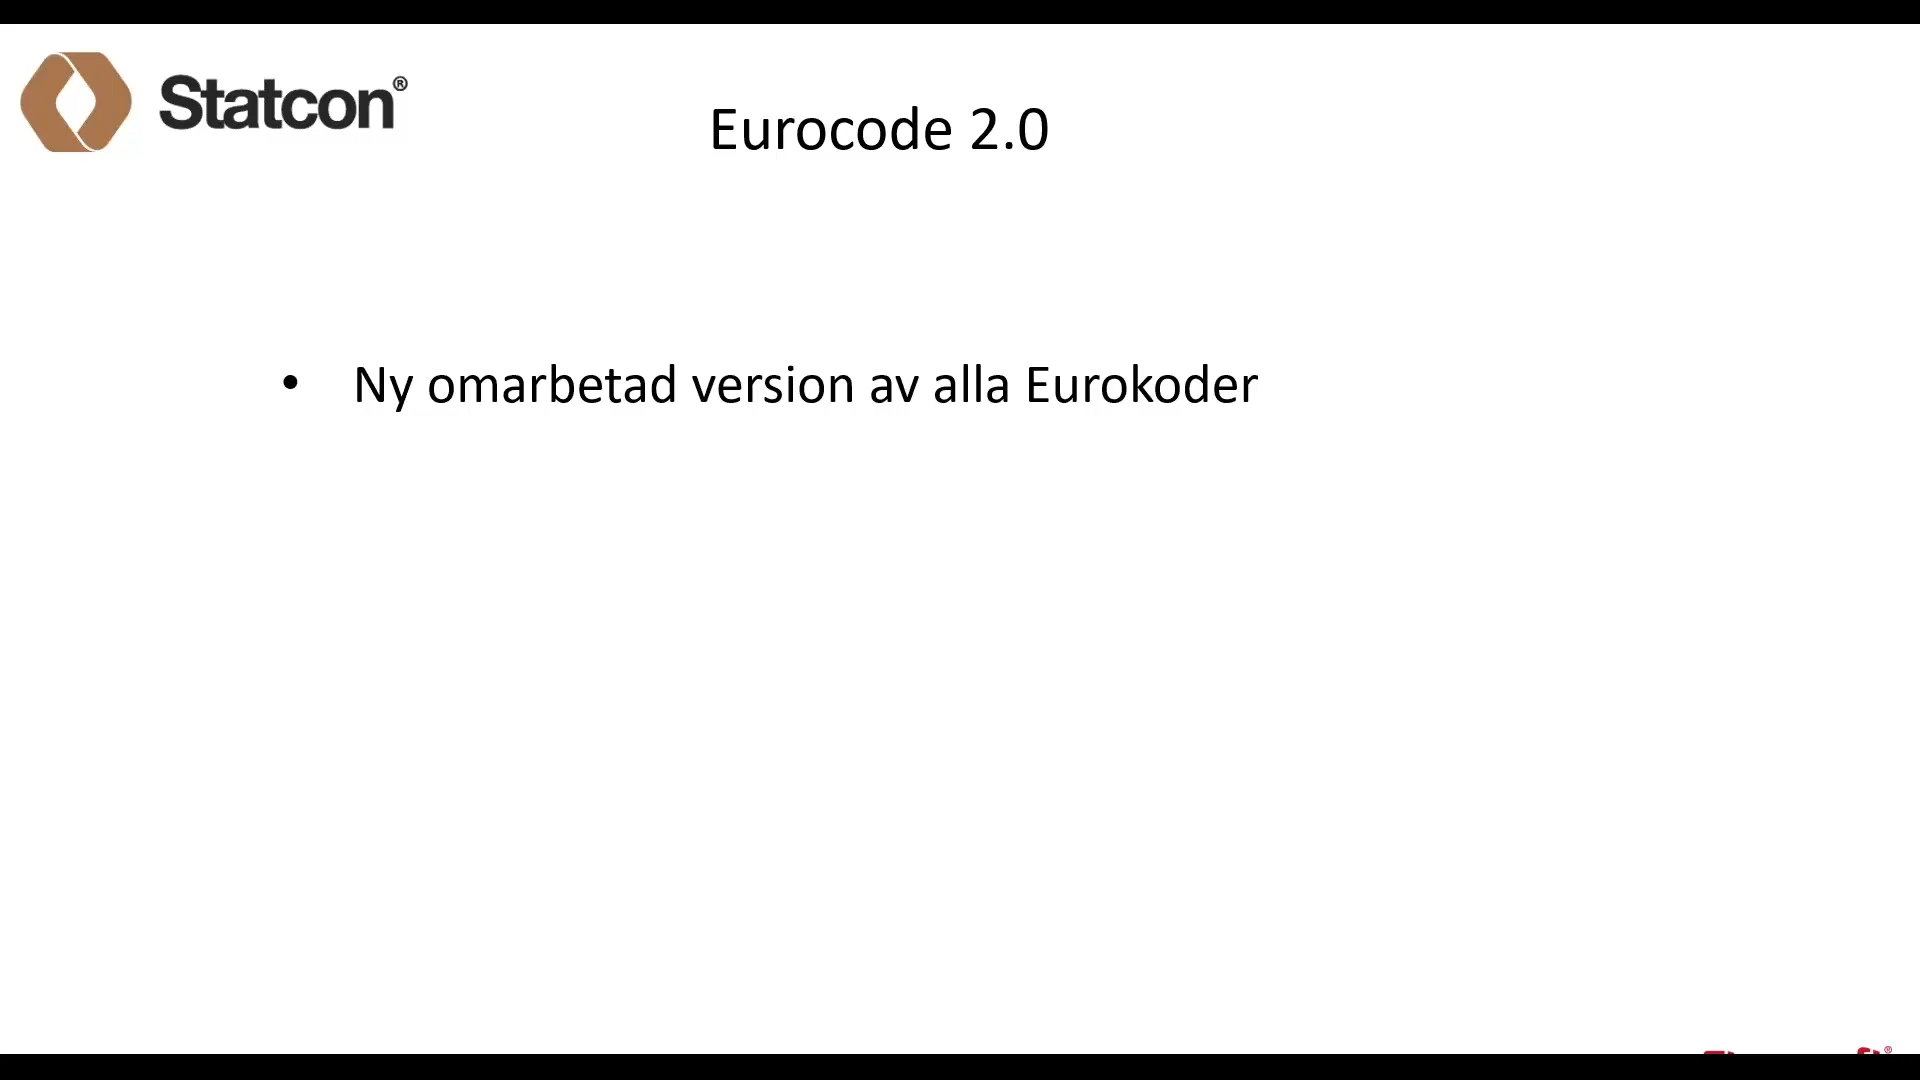 Statcon®
Eurocode 2.0
• Ny omarbetad version av alla Eurokoder